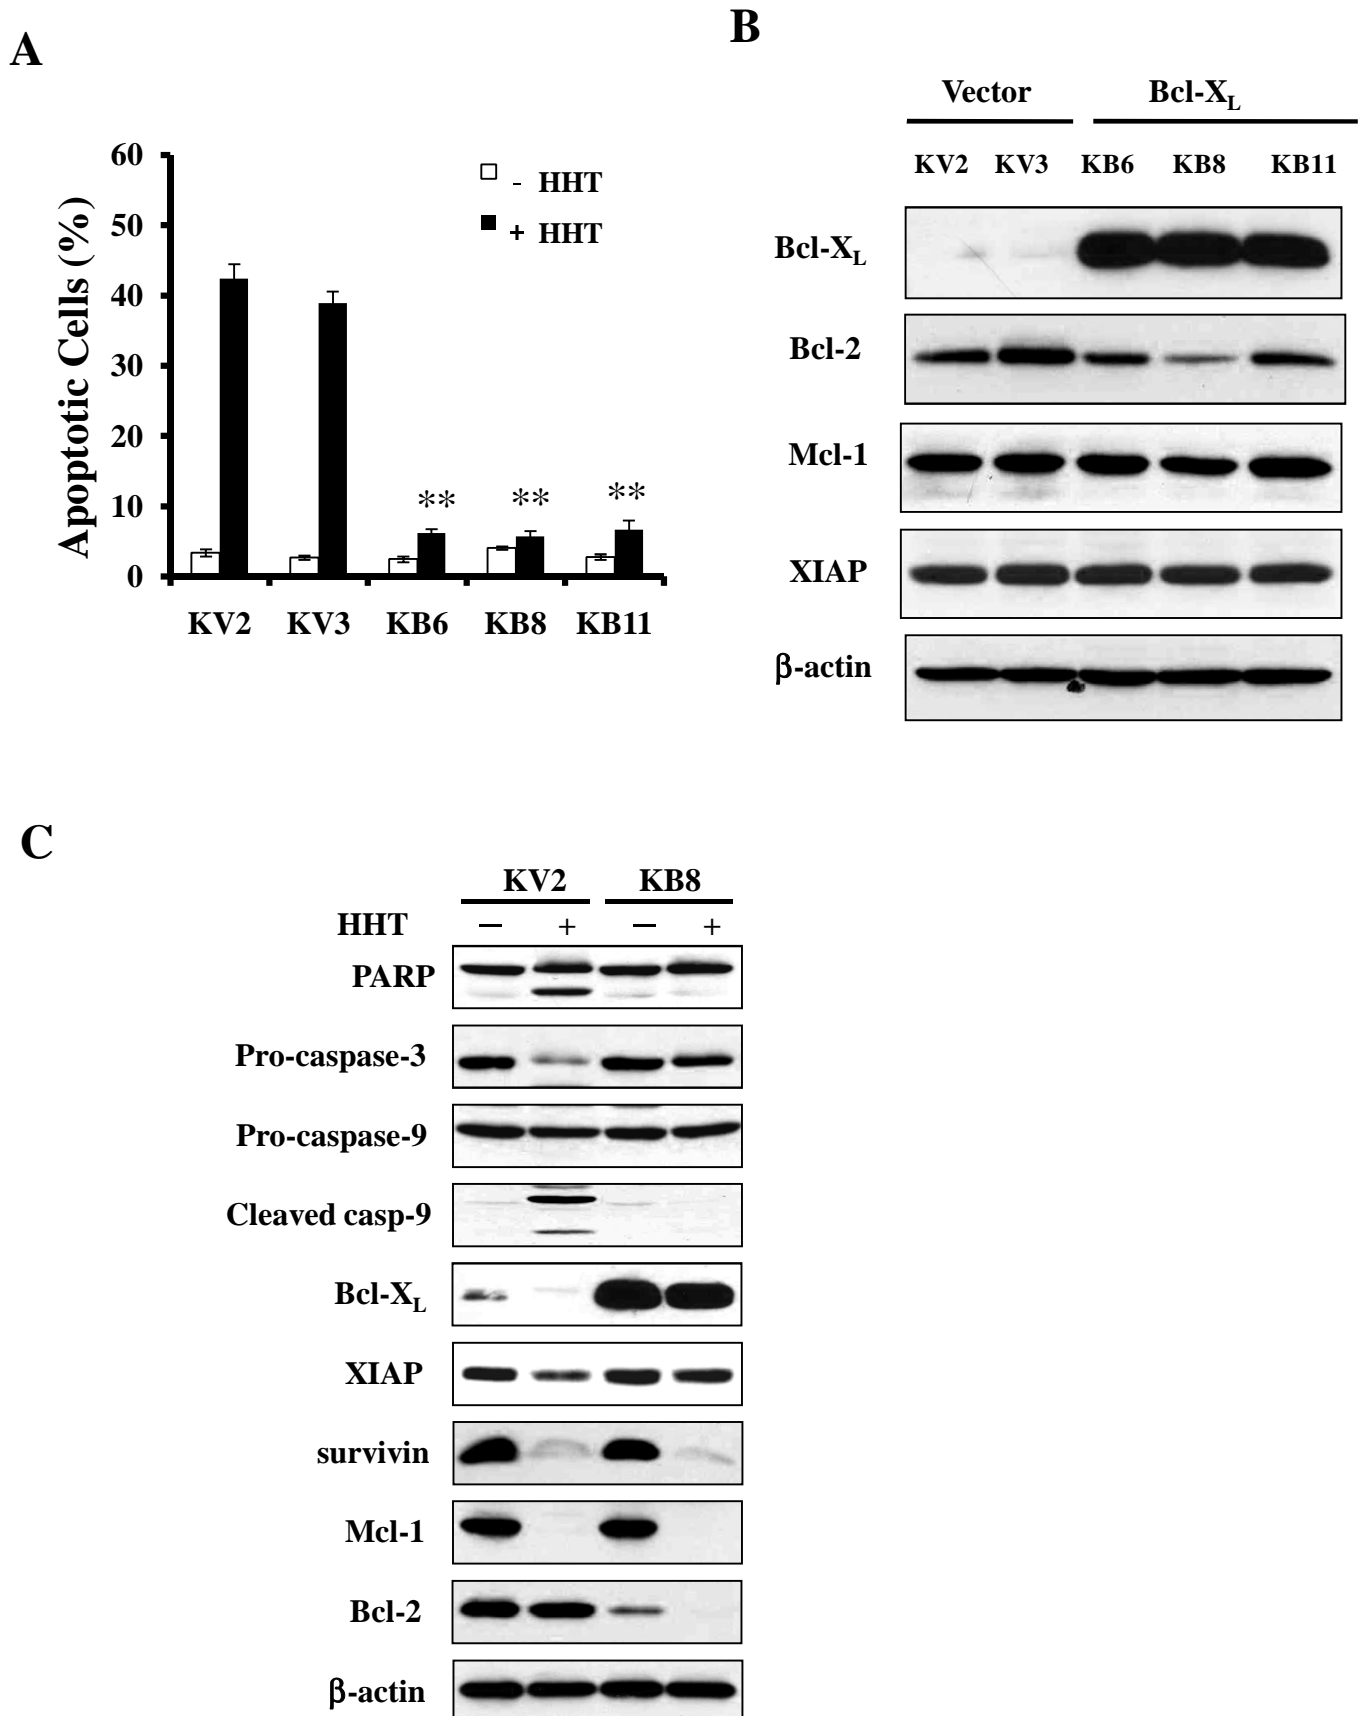 A
60
50
40
30
20
10
0
Apoptotic Cells (%)
- HHT
+ HHT
** ** **
KV2 KV3 KB6 KB8 KB11
B
Vector Bcl-XL
KV2 KV3 KB6 KB8 KB11
Bcl-XL
Bcl-2
Mcl-1
XIAP
β-actin
C
KV2 KB8
HHT — + — +
PARP
Pro-caspase-3
Pro-caspase-9
Cleaved casp-9
Bcl-XL
XIAP
survivin
Mcl-1
Bcl-2
β-actin